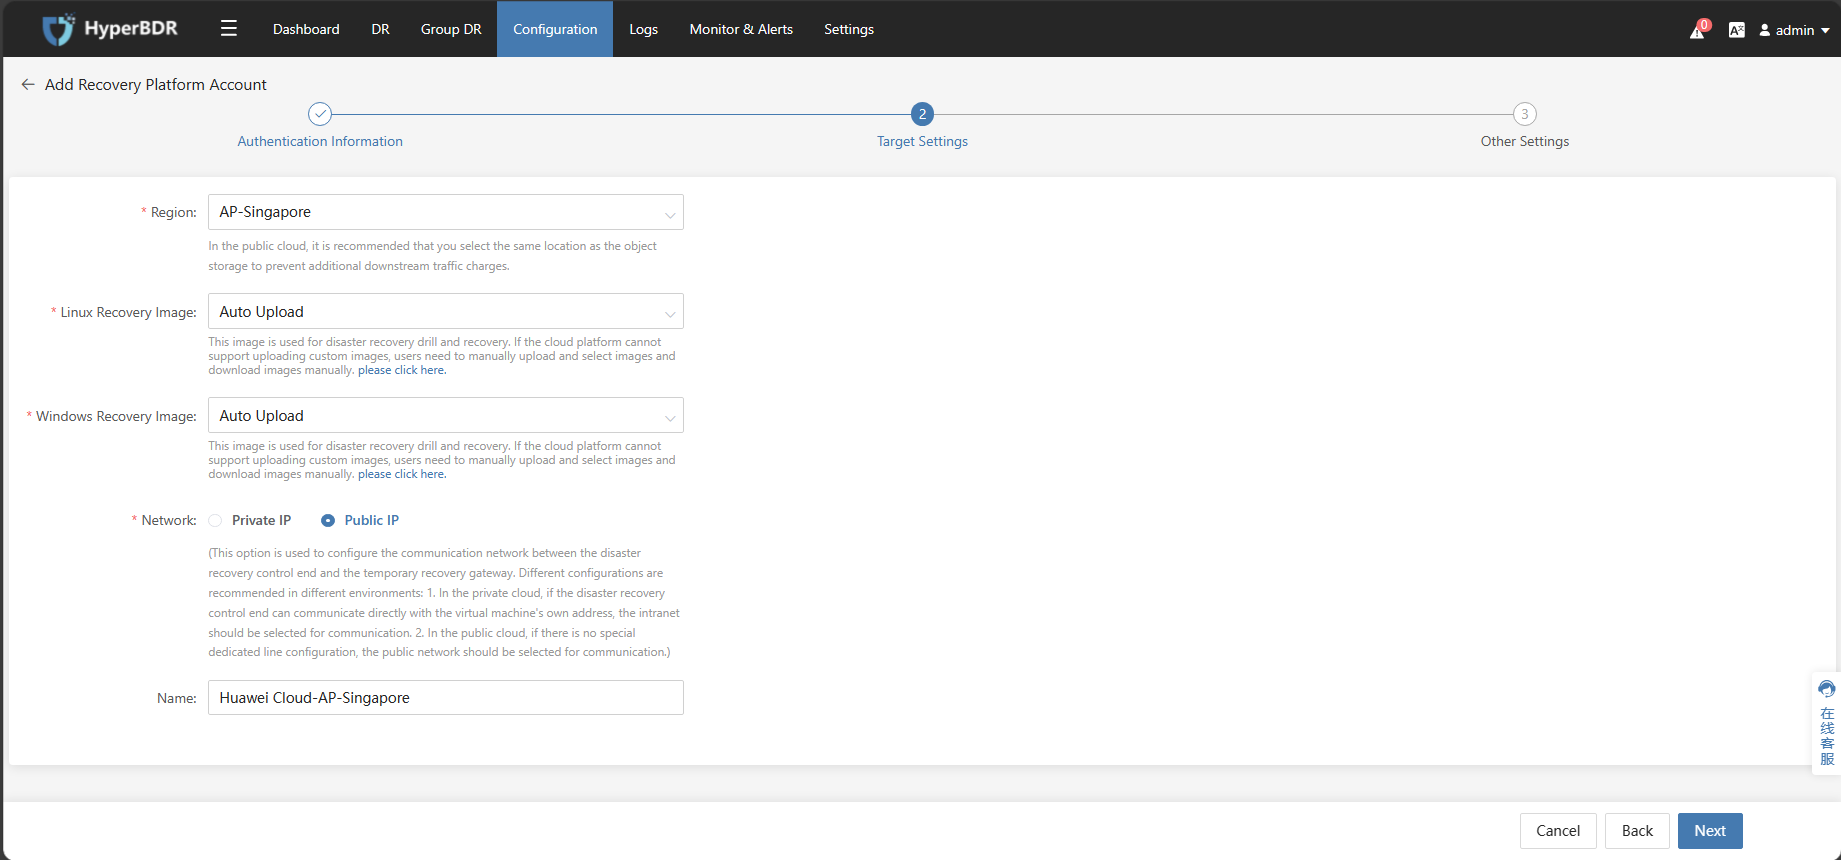 HyperBDR
Dashboard DR Group DR Configuration Logs Monitor & Alerts Settings
0 admin
Add Recovery Platform Account
2 3
Authentication Information Target Settings Other Settings
* Region: AP-Singapore
In the public cloud, it is recommended that you select the same location as the object
storage to prevent additional downstream traffic charges.
* Linux Recovery Image: Auto Upload
This image is used for disaster recovery drill and recovery. If the cloud platform cannot
support uploading custom images, users need to manually upload and select images and
download images manually. please click here.
* Windows Recovery Image: Auto Upload
This image is used for disaster recovery drill and recovery. If the cloud platform cannot
support uploading custom images, users need to manually upload and select images and
download images manually. please click here.
* Network: Private IP Public IP
(This option is used to configure the communication network between the disaster
recovery control end and the temporary recovery gateway. Different configurations are
recommended in different environments: 1. In the private cloud, if the disaster recovery
control end can communicate directly with the virtual machine's own address, the intranet
should be selected for communication. 2. In the public cloud, if there is no special
dedicated line configuration, the public network should be selected for communication.)
Name: Huawei Cloud-AP-Singapore
在线客服
Cancel Back Next